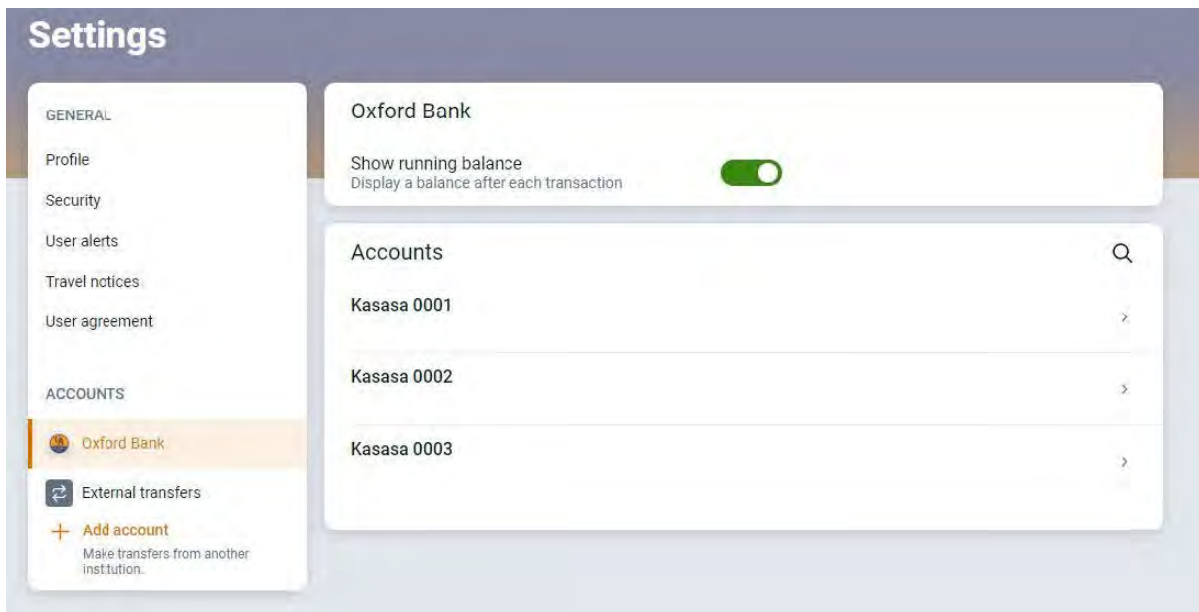 Settings
GENERAL
Profile
Security
User alerts
Travel notices
User agreement
ACCOUNTS
Oxford Bank
External transfers
Add account
Make transfers from another
institution.
Oxford Bank
Show running balance
Display a balance after each transaction
Accounts
Kasasa 0001
Kasasa 0002
Kasasa 0003